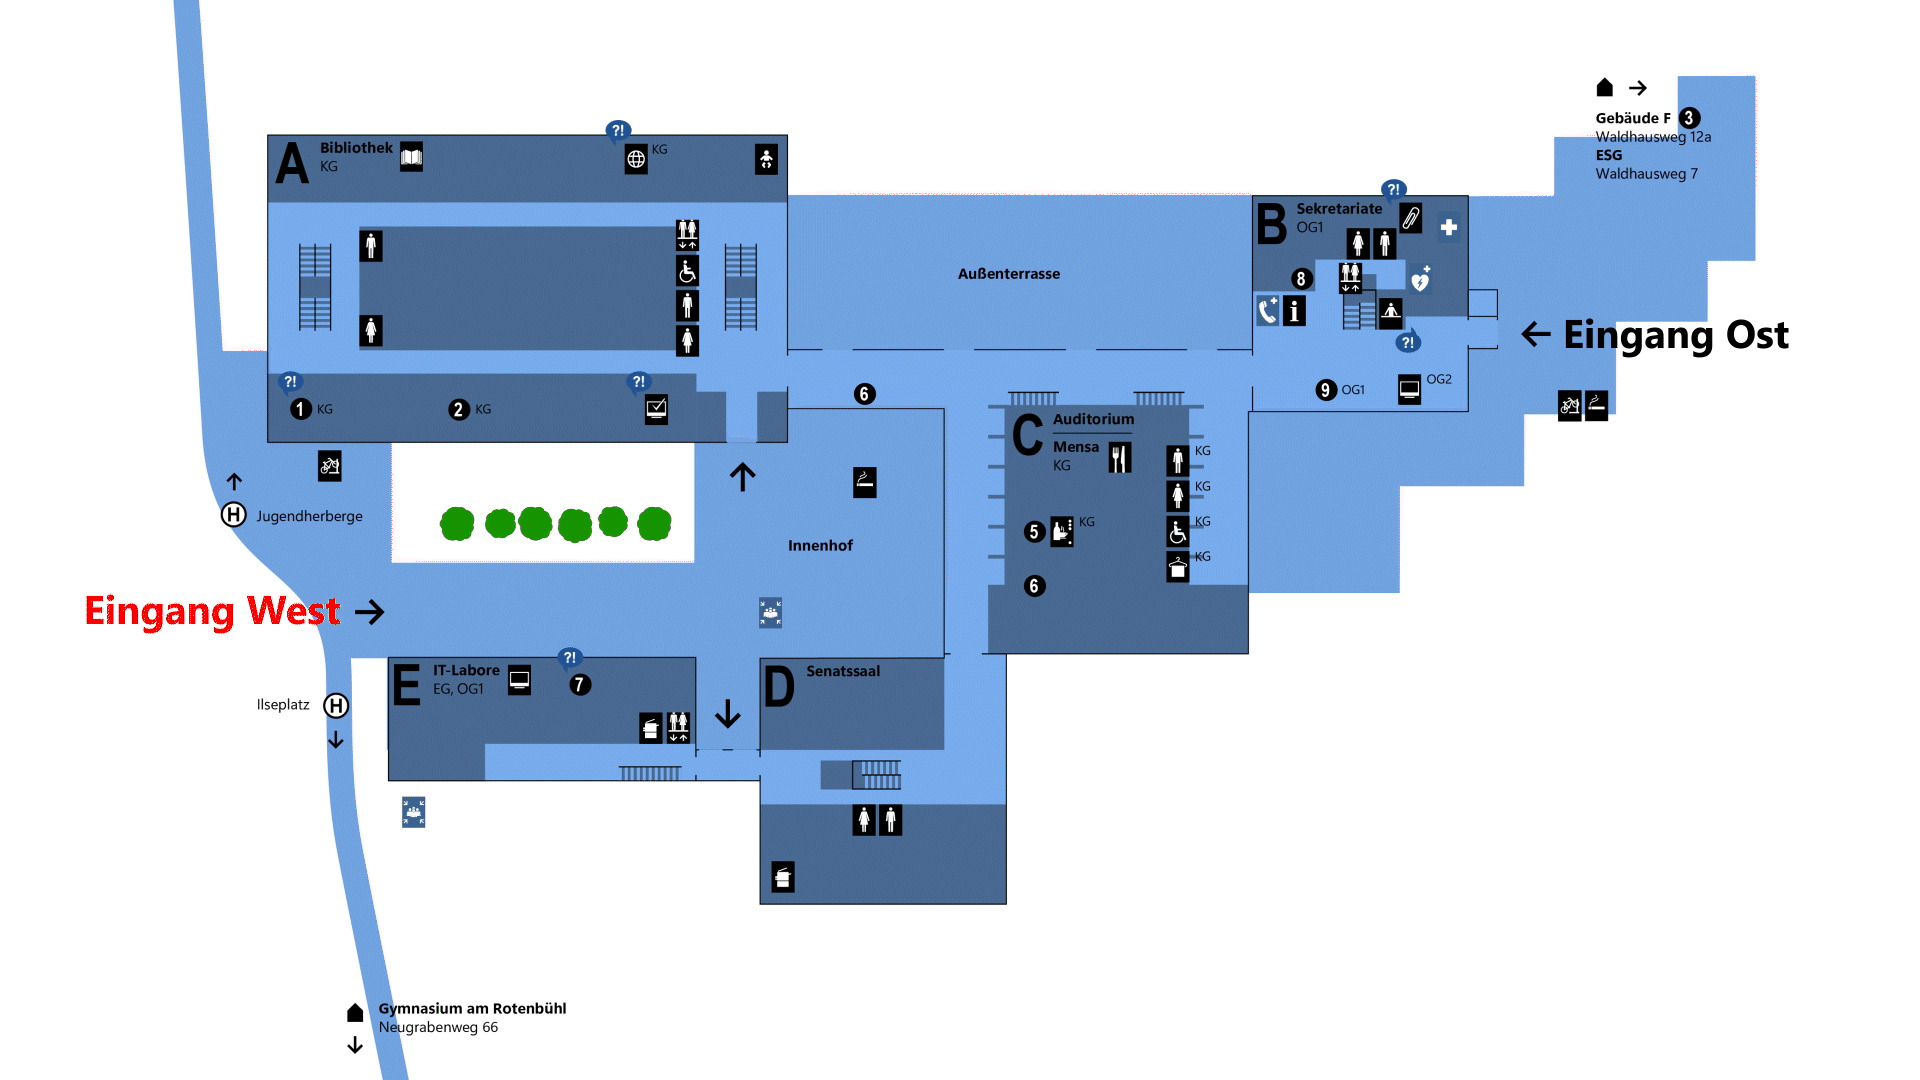 Gebäude F 3
Waldhausweg 12a
ESG
Waldhausweg 7
?!
A Bibliothek
KG
KG
?!
B Sekretariate
OG1
Außenterrasse
8
i
← Eingang Ost
?!
?!
?!
1 KG
2 KG
6
9 OG1
OG2
C Auditorium
Mensa
KG
KG
KG
KG
KG
5 KG
6
H Jugendherberge
Innenhof
Eingang West →
?!
E IT-Labore
EG, OG1
7
D Senatssaal
Ilseplatz H
Gymnasium am Rotenbühl
Neugrabenweg 66